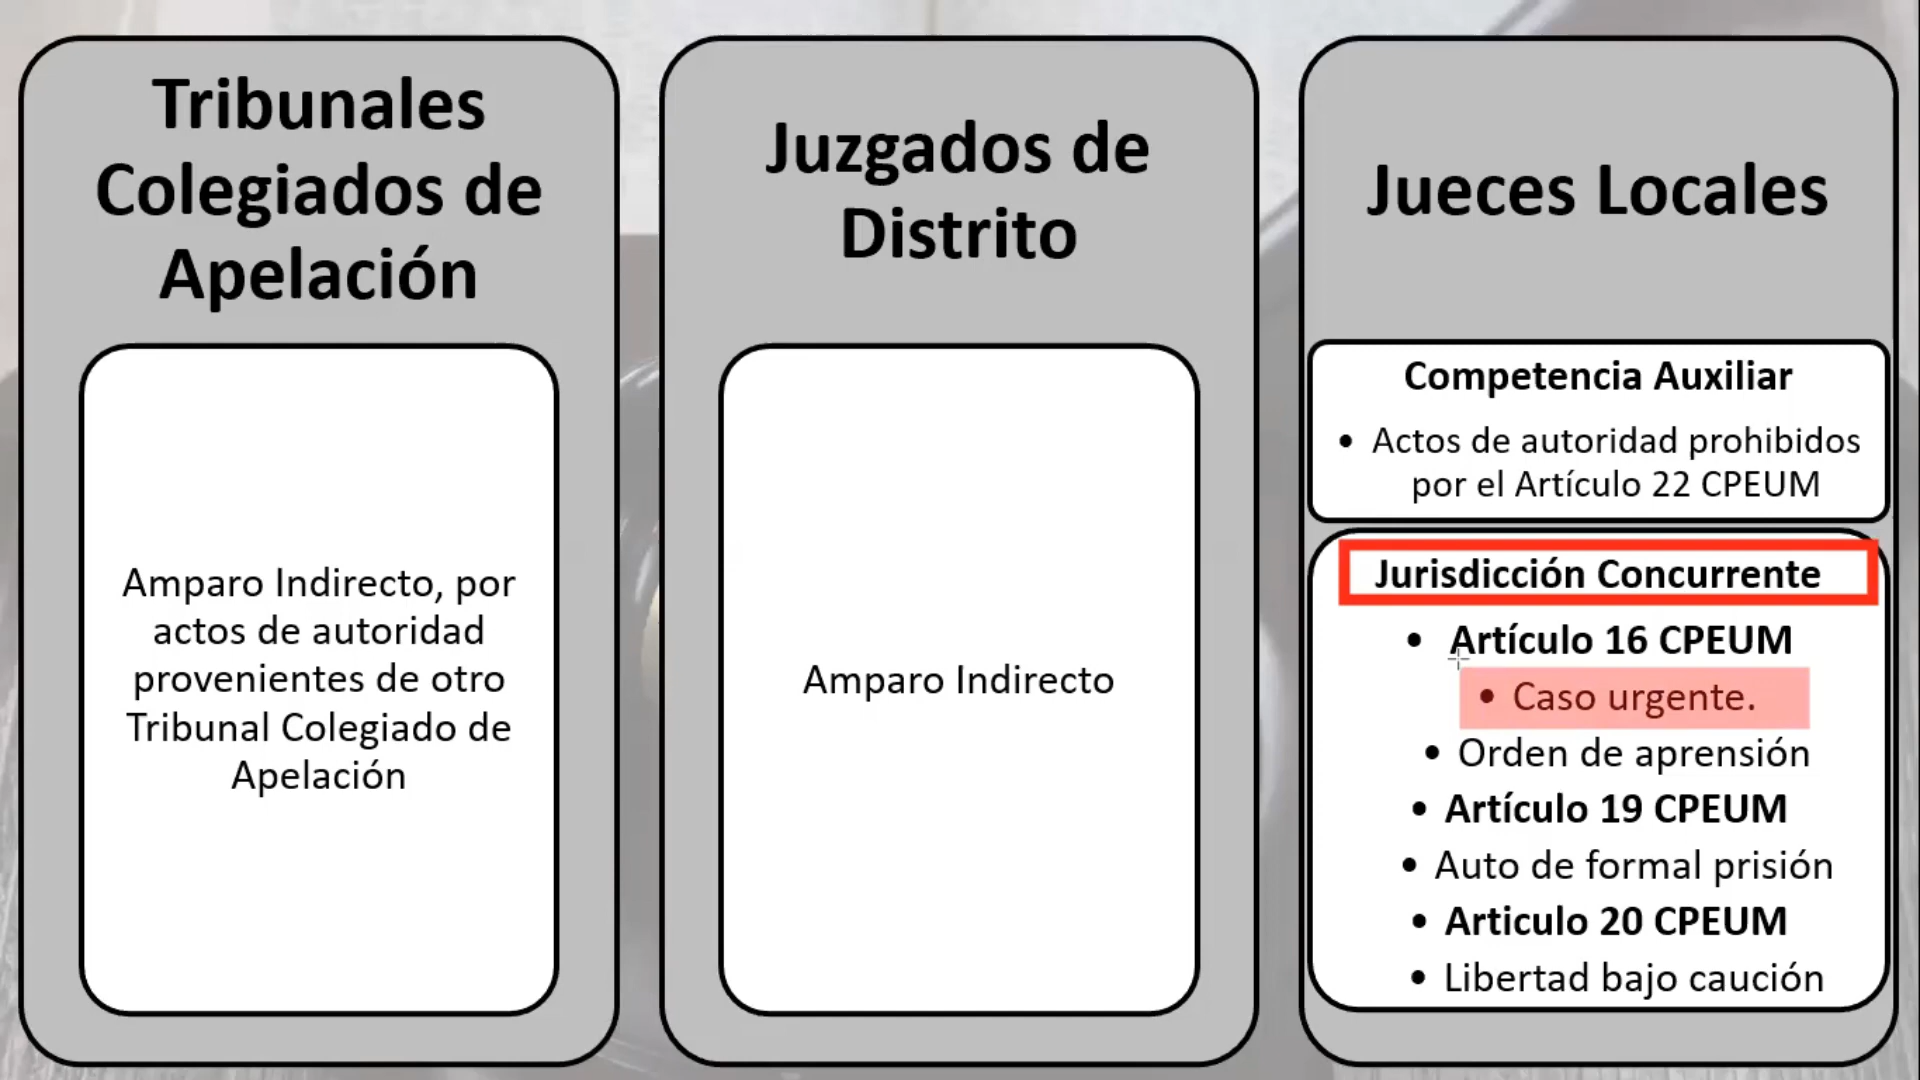 Tribunales
Colegiados de
Apelación
Amparo Indirecto, por
actos de autoridad
provenientes de otro
Tribunal Colegiado de
Apelación
Juzgados de
Distrito
Amparo Indirecto
Jueces Locales
Competencia Auxiliar
• Actos de autoridad prohibidos
por el Artículo 22 CPEUM
Jurisdicción Concurrente
• Artículo 16 CPEUM
• Caso urgente.
• Orden de aprensión
• Artículo 19 CPEUM
• Auto de formal prisión
• Articulo 20 CPEUM
• Libertad bajo caución